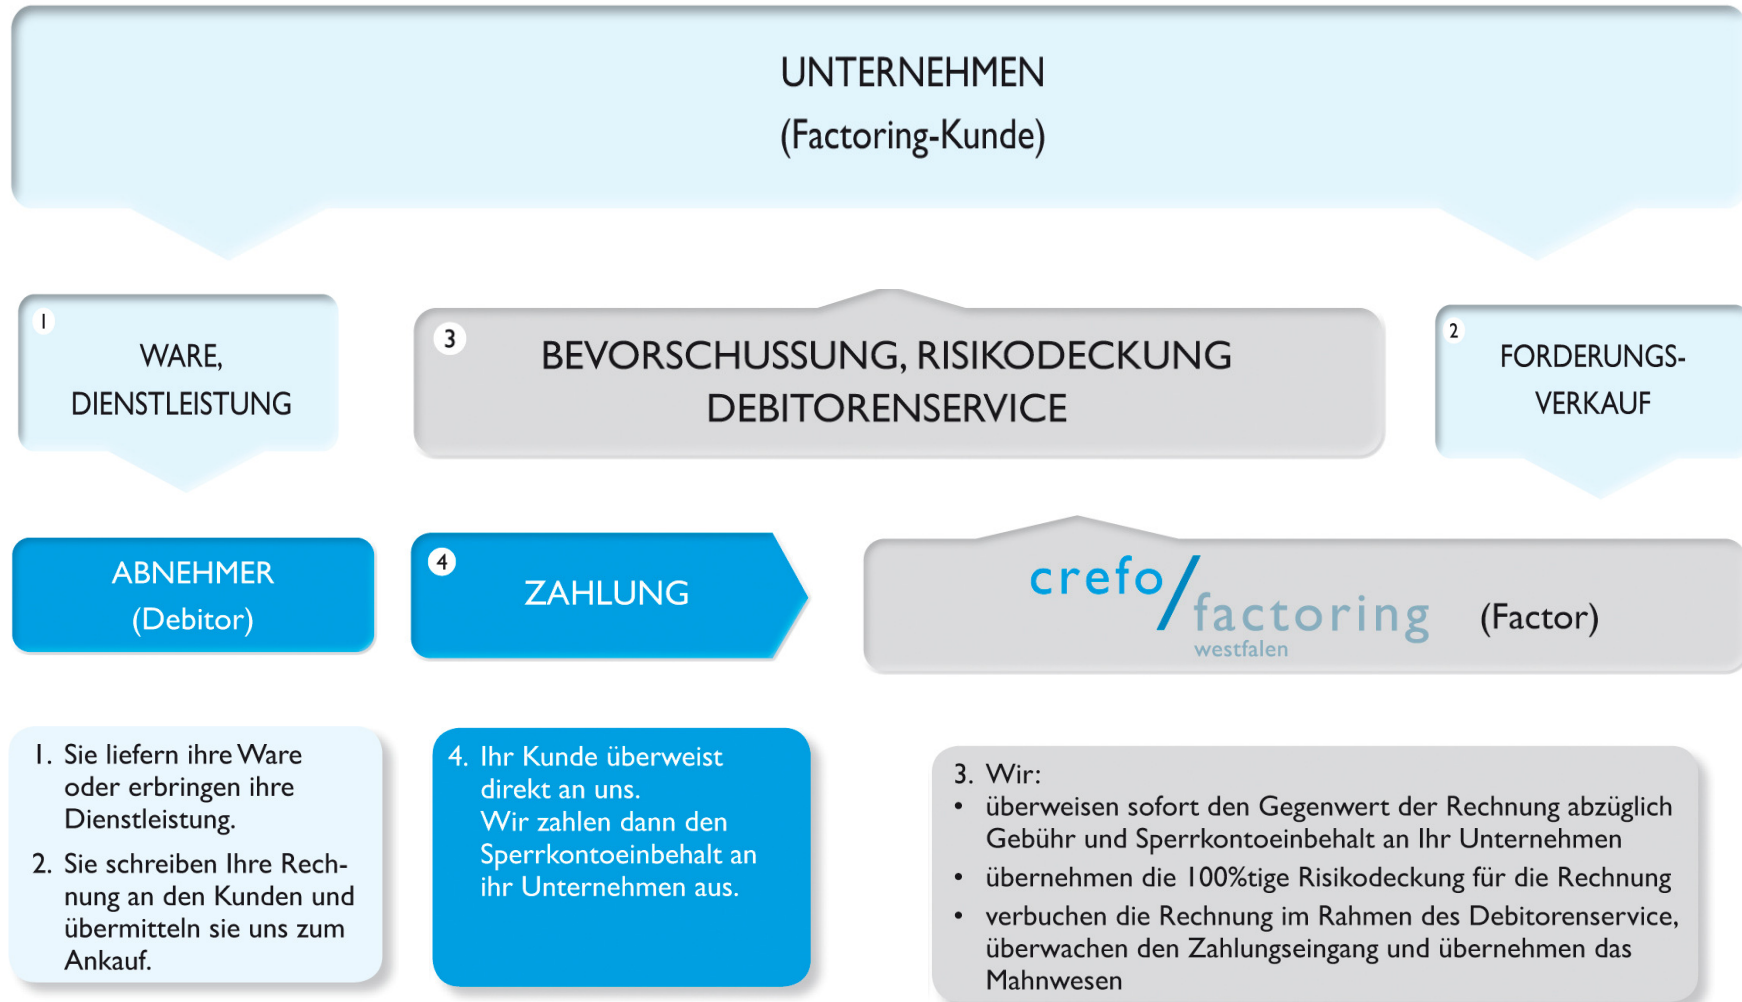 UNTERNEHMEN
(Factoring-Kunde)
1
WARE,
DIENSTLEISTUNG
3
BEVORSCHUSSUNG, RISIKODECKUNG
DEBITORENSERVICE
2
FORDERUNGS-
VERKAUF
ABNEHMER
(Debitor)
4
ZAHLUNG
crefo/
factoring
westfalen
(Factor)
1. Sie liefern ihre Ware
oder erbringen ihre
Dienstleistung.
2. Sie schreiben Ihre Rech-
nung an den Kunden und
übermitteln sie uns zum
Ankauf.
4. Ihr Kunde überweist
direkt an uns.
Wir zahlen dann den
Sperrkontoeinbehalt an
ihr Unternehmen aus.
3. Wir:
• überweisen sofort den Gegenwert der Rechnung abzüglich
Gebühr und Sperrkontoeinbehalt an Ihr Unternehmen
• übernehmen die 100%tige Risikodeckung für die Rechnung
• verbuchen die Rechnung im Rahmen des Debitorenservice,
überwachen den Zahlungseingang und übernehmen das
Mahnwesen